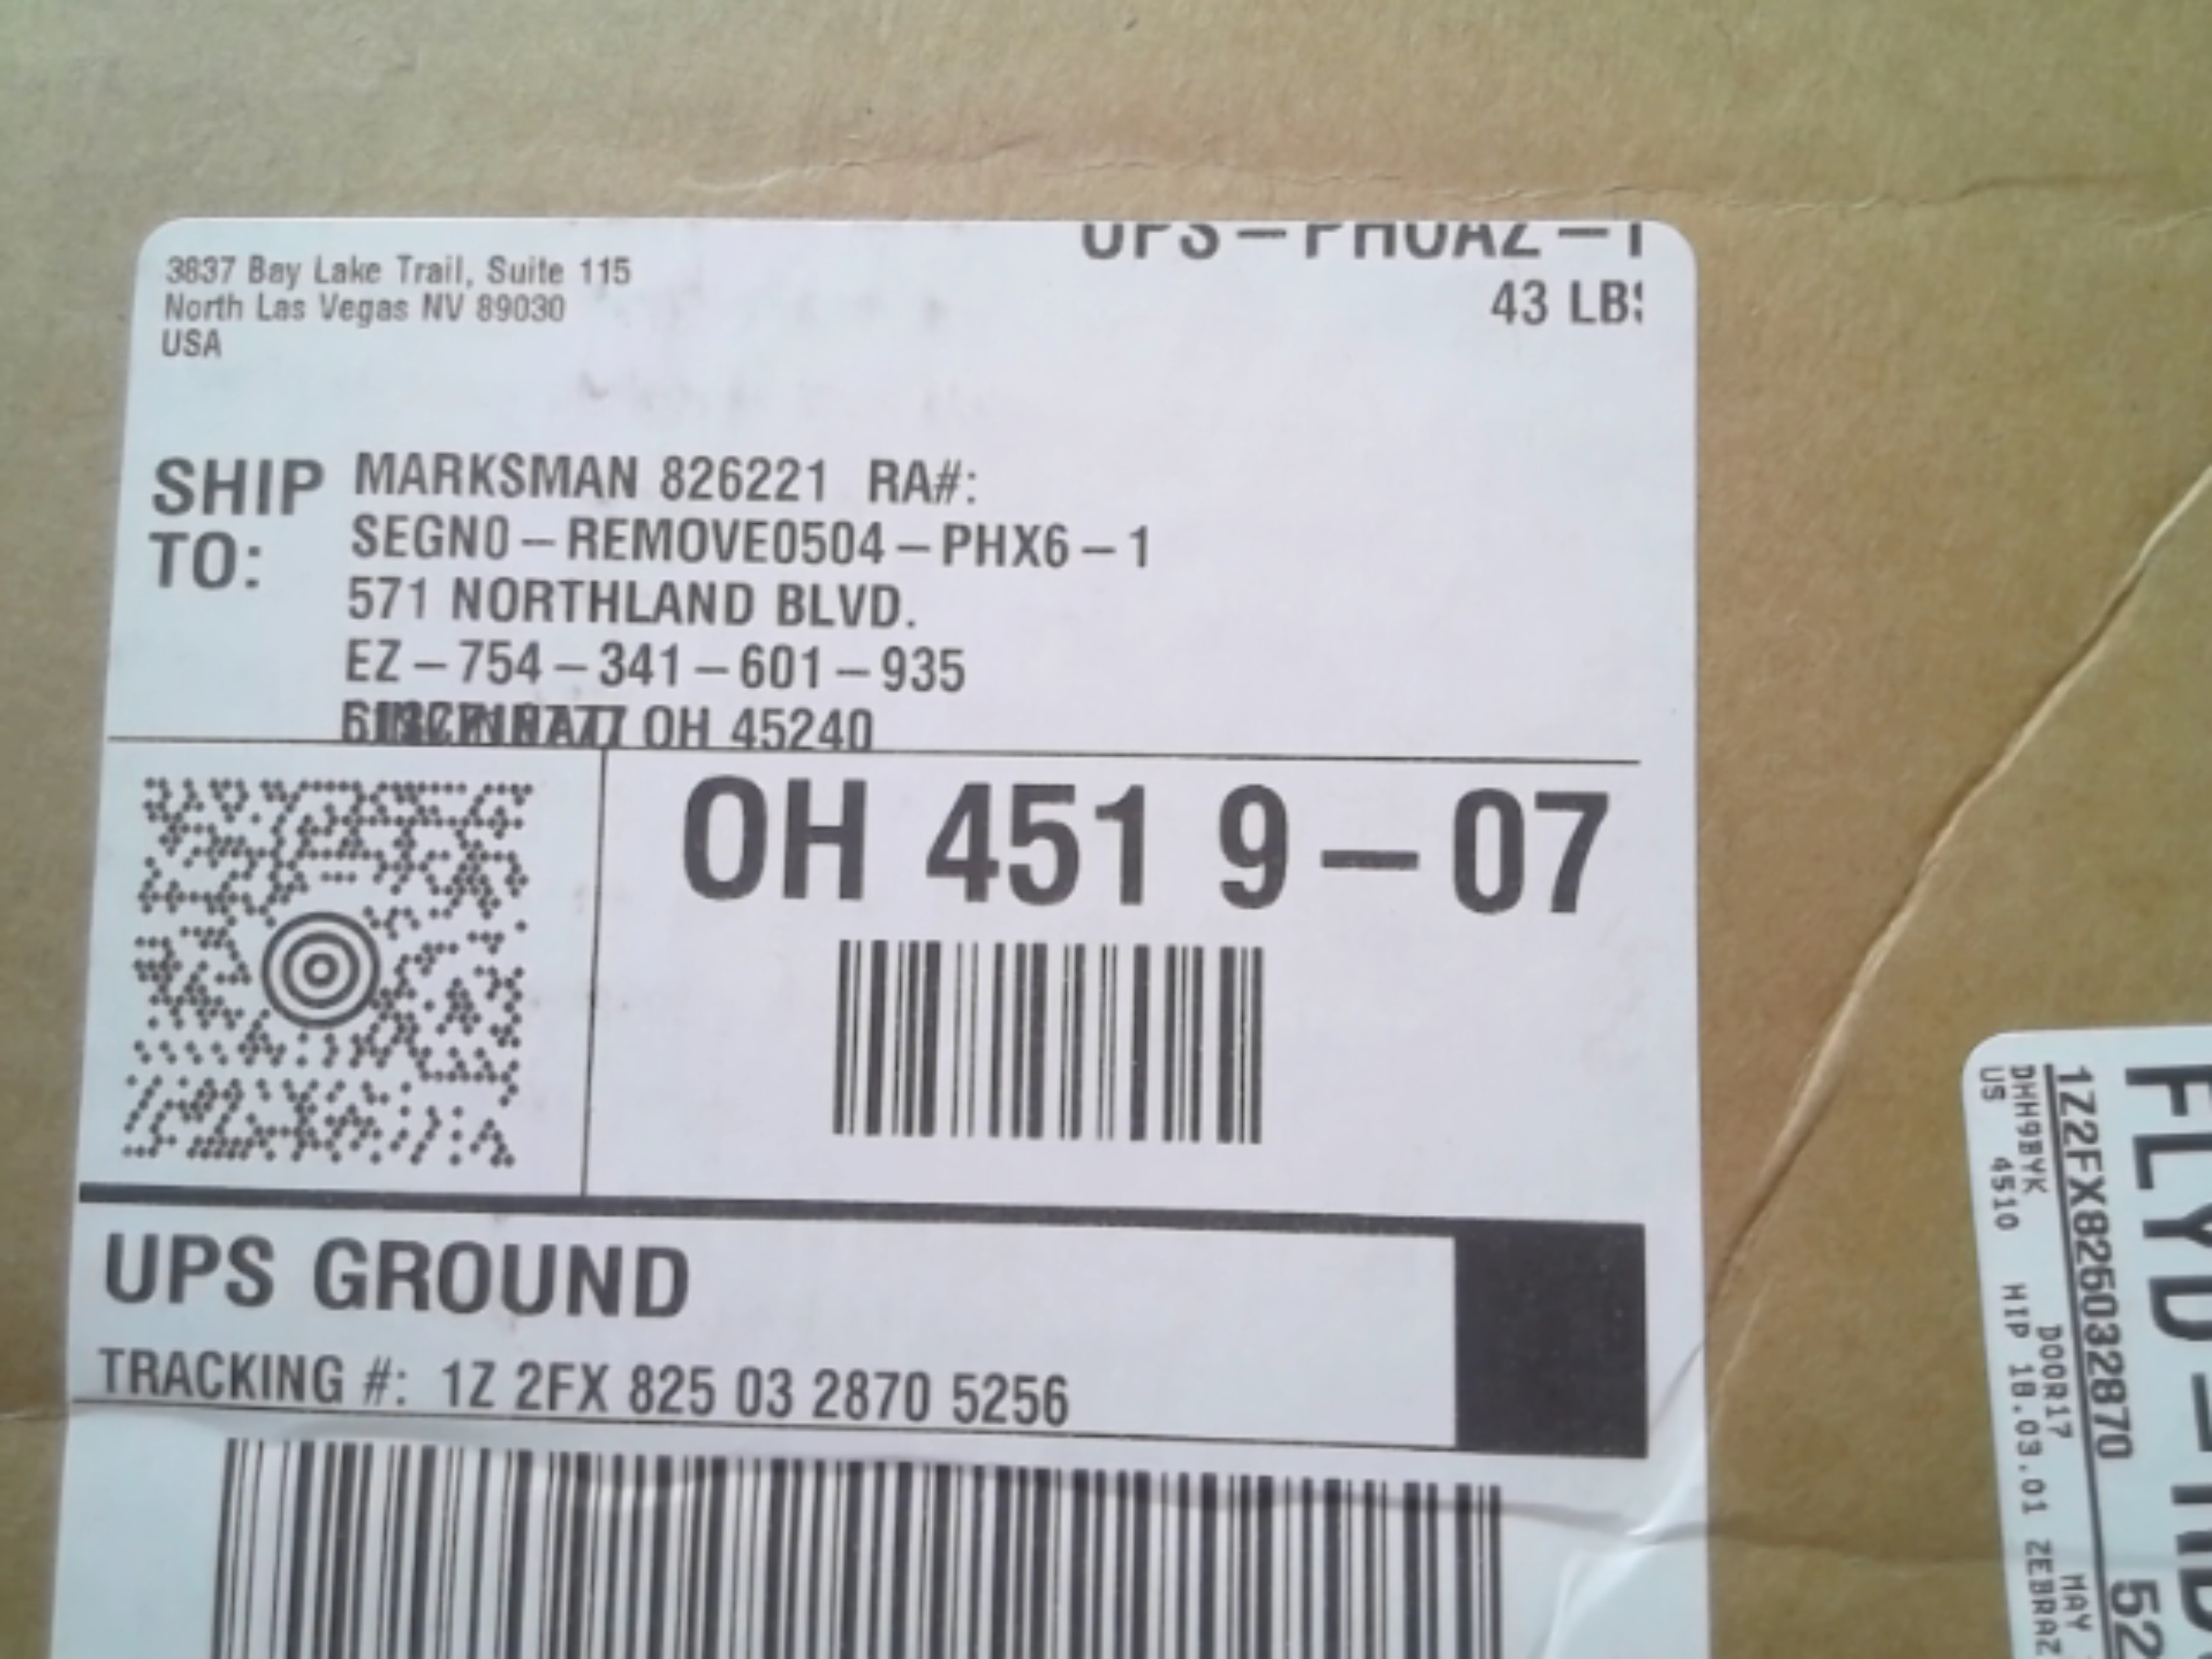 3837 Bay Lake Trail, Suite 115
North Las Vegas NV 89030
USA
UPS – PHOAZ – 1
43 LBS
SHIP TO:
MARKSMAN 826221 RA#:
SEGN0 – REMOVE0504 – PHX6 – 1
571 NORTHLAND BLVD.
EZ – 754 – 341 – 601 – 935
OH 45240
OH 451 9 – 07
UPS GROUND
TRACKING #: 1Z 2FX 825 03 2870 5256
1Z2FX825032870
DHH9BYK DOOR17 MAY
US 4510 HIP 18.03.01 ZEBRAZ
52